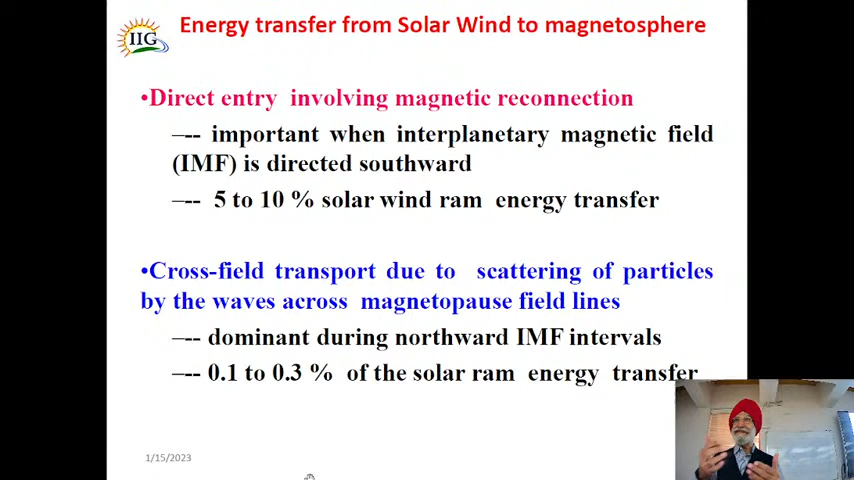 IIG
Energy transfer from Solar Wind to magnetosphere
•Direct entry involving magnetic reconnection
–-- important when interplanetary magnetic field
(IMF) is directed southward
–-- 5 to 10 % solar wind ram energy transfer
•Cross-field transport due to scattering of particles
by the waves across magnetopause field lines
–-- dominant during northward IMF intervals
–-- 0.1 to 0.3 % of the solar ram energy transfer
1/15/2023